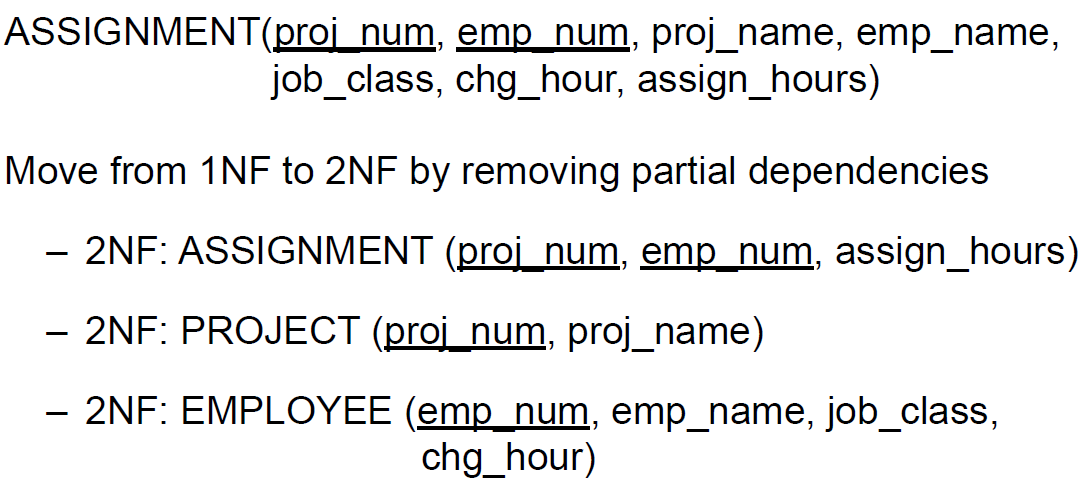 ASSIGNMENT(proj_num, emp_num, proj_name, emp_name,
job_class, chg_hour, assign_hours)
Move from 1NF to 2NF by removing partial dependencies
– 2NF: ASSIGNMENT (proj_num, emp_num, assign_hours)
– 2NF: PROJECT (proj_num, proj_name)
– 2NF: EMPLOYEE (emp_num, emp_name, job_class,
chg_hour)